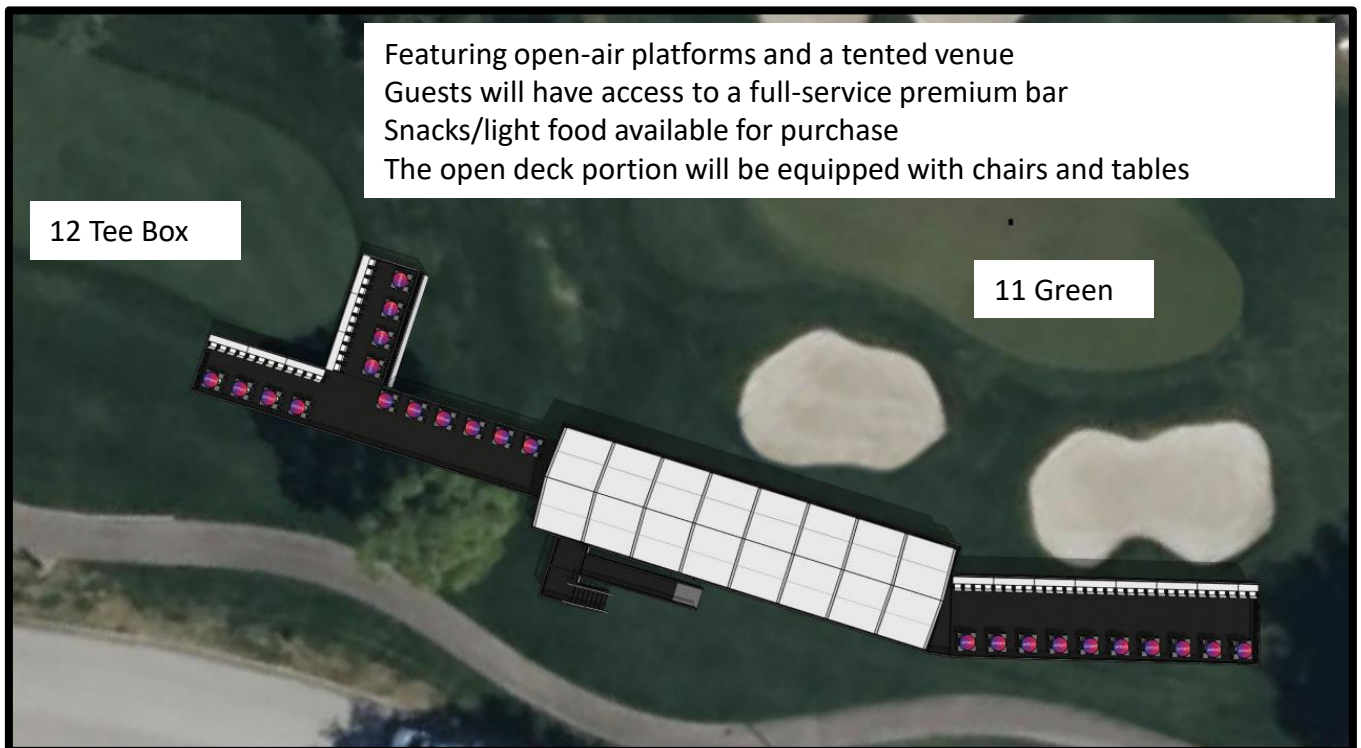 Featuring open-air platforms and a tented venue
Guests will have access to a full-service premium bar
Snacks/light food available for purchase
The open deck portion will be equipped with chairs and tables
12 Tee Box
11 Green